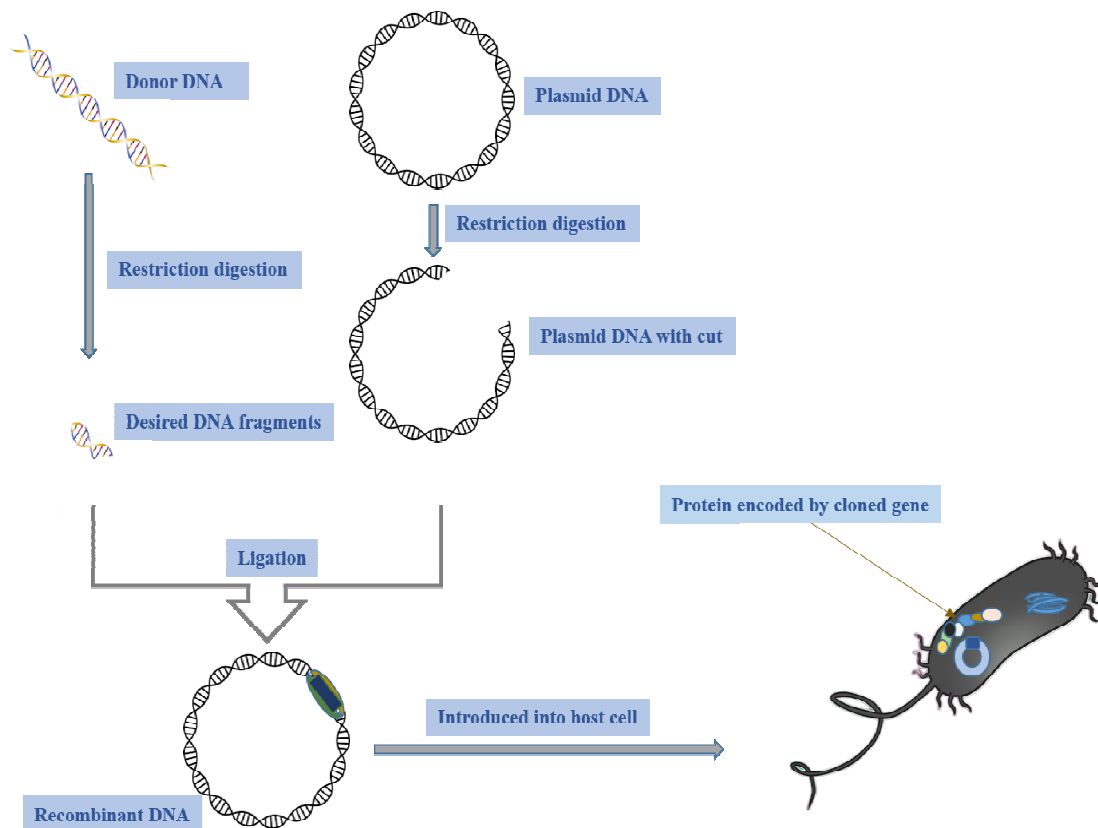 Donor DNA
Plasmid DNA
Restriction digestion
Restriction digestion
Plasmid DNA with cut
Desired DNA fragments
Protein encoded by cloned gene
Ligation
Introduced into host cell
Recombinant DNA